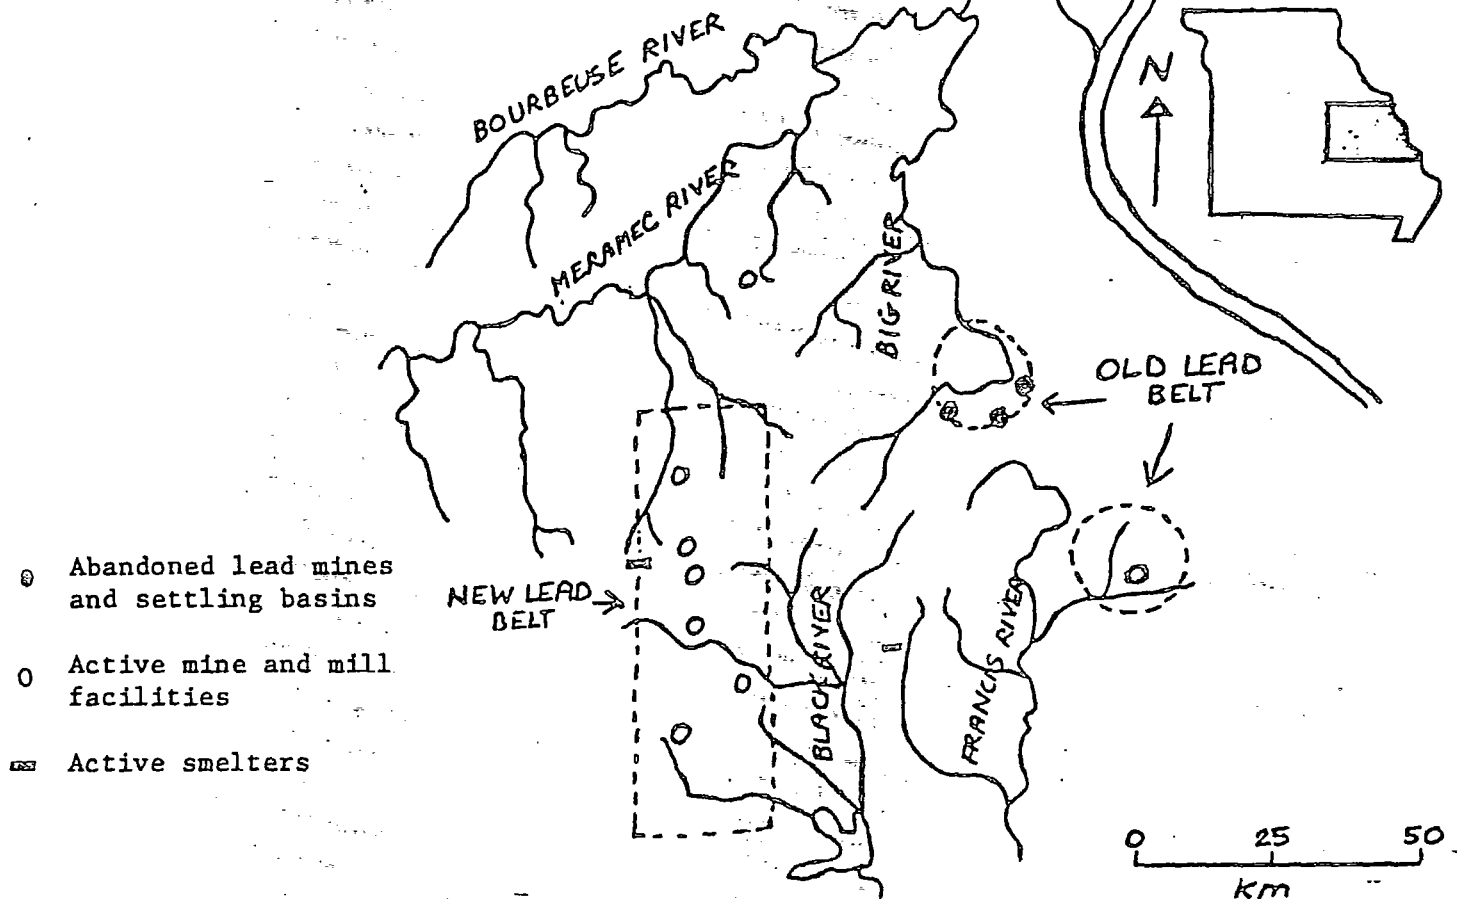 BOURBEUSE RIVER
N
MERAMEC RIVER
BIG RIVER
OLD LEAD
BELT
Abandoned lead mines
and settling basins
NEW LEAD
BELT
Active mine and mill
facilities
BLACK RIVER
FRANCIS RIVER
Active smelters
0 25 50
Km